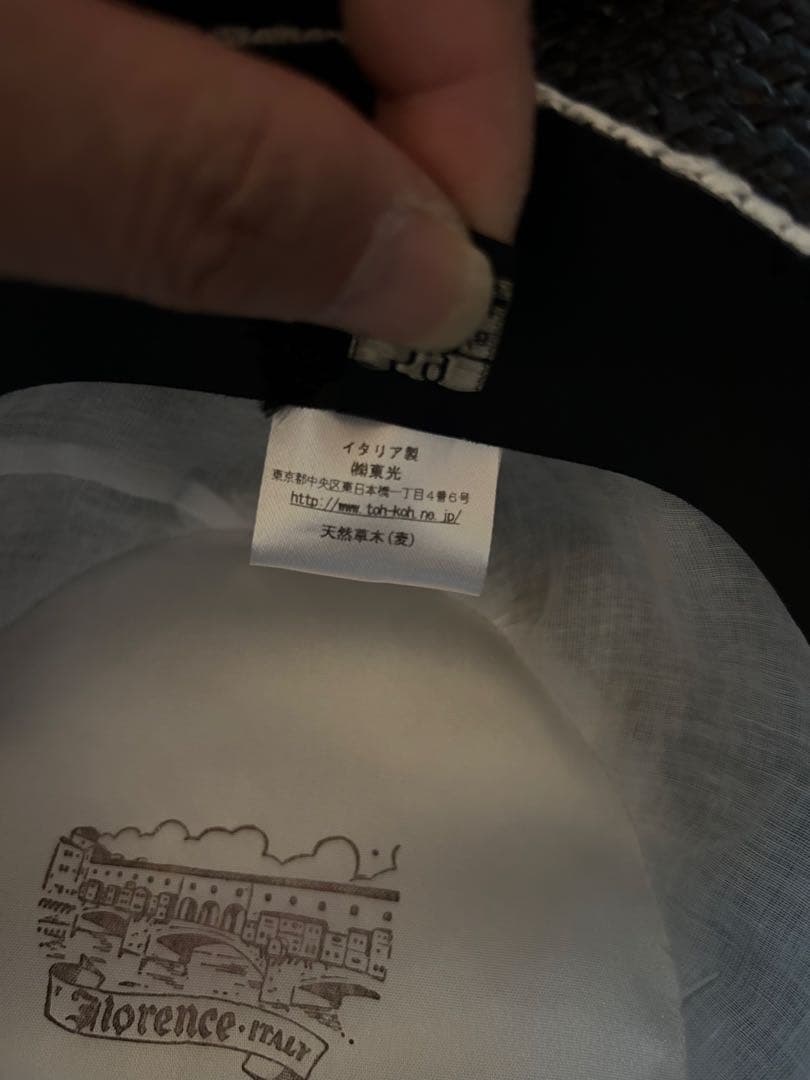 イタリア製
㈱東光
東京都中央区東日本橋一丁目4番6号
http://www.toh-koh.ne.jp/
天然草木(麦)
Florence・ITALY